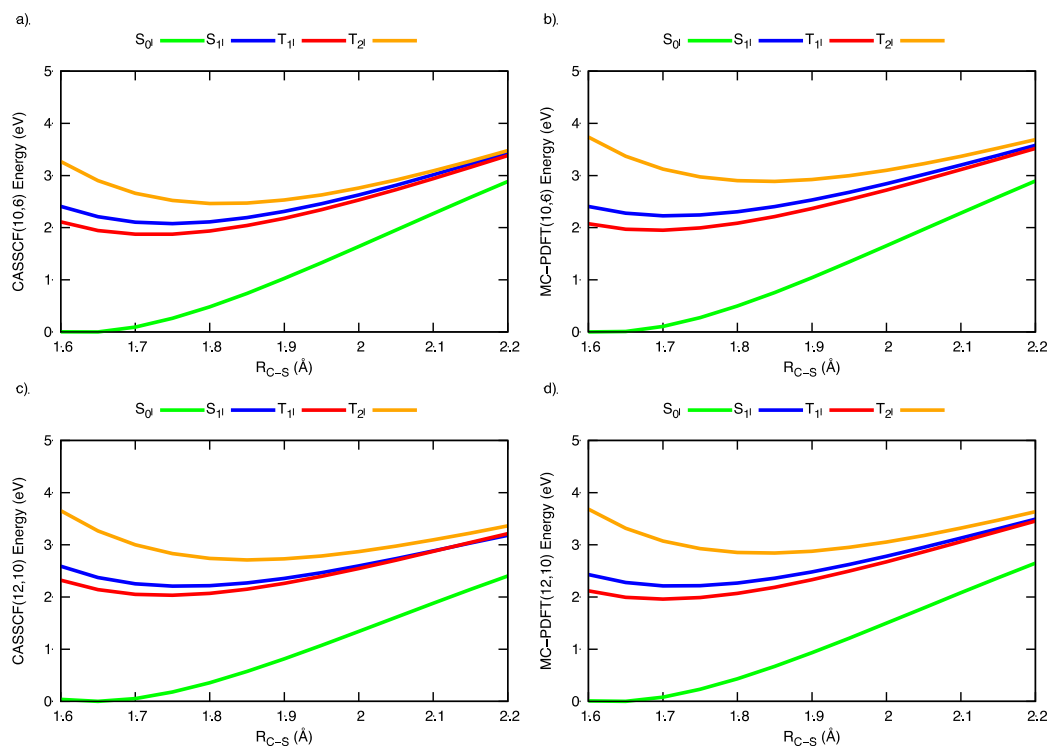 a).
S0| S1| T1| T2|
CASSCF(10,6) Energy (eV)
5
4
3
2
1
0
1.6 1.7 1.8 1.9 2 2.1 2.2
RC−S (Å)
b).
S0| S1| T1| T2|
MC−PDFT(10,6) Energy (eV)
5
4
3
2
1
0
1.6 1.7 1.8 1.9 2 2.1 2.2
RC−S (Å)
c).
S0| S1| T1| T2|
CASSCF(12,10) Energy (eV)
5
4
3
2
1
0
1.6 1.7 1.8 1.9 2 2.1 2.2
RC−S (Å)
d).
S0| S1| T1| T2|
MC−PDFT(12,10) Energy (eV)
5
4
3
2
1
0
1.6 1.7 1.8 1.9 2 2.1 2.2
RC−S (Å)